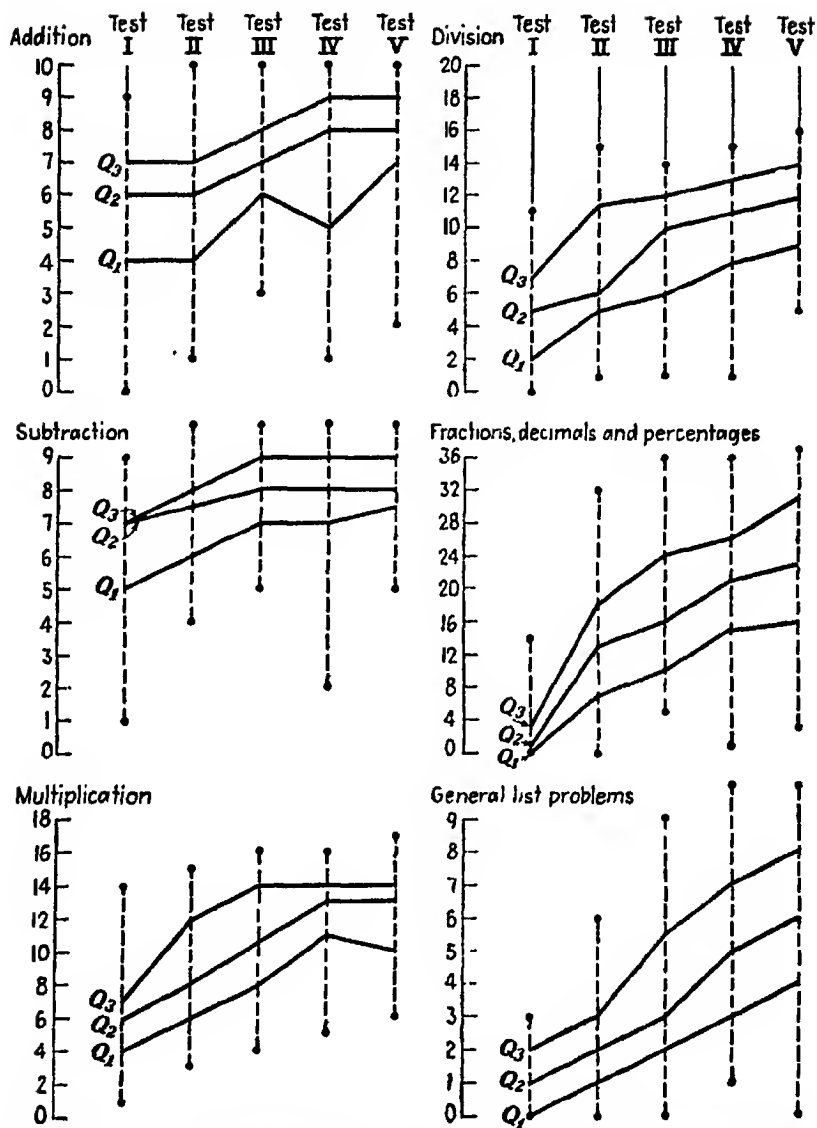 Addition Test I Test II Test III Test IV Test V
10
9
8
7
6
5
4
3
2
1
0
Q3
Q2
Q1
Division Test I Test II Test III Test IV Test V
20
18
16
14
12
10
8
6
4
2
0
Q3
Q2
Q1
Subtraction
9
8
7
6
5
4
3
2
1
0
Q3
Q2
Q1
Fractions, decimals and percentages
36
32
28
24
20
16
12
8
4
0
Q3
Q2
Q1
Multiplication
18
16
14
12
10
8
6
4
2
0
Q3
Q2
Q1
General list problems
9
8
7
6
5
4
3
2
1
0
Q3
Q2
Q1